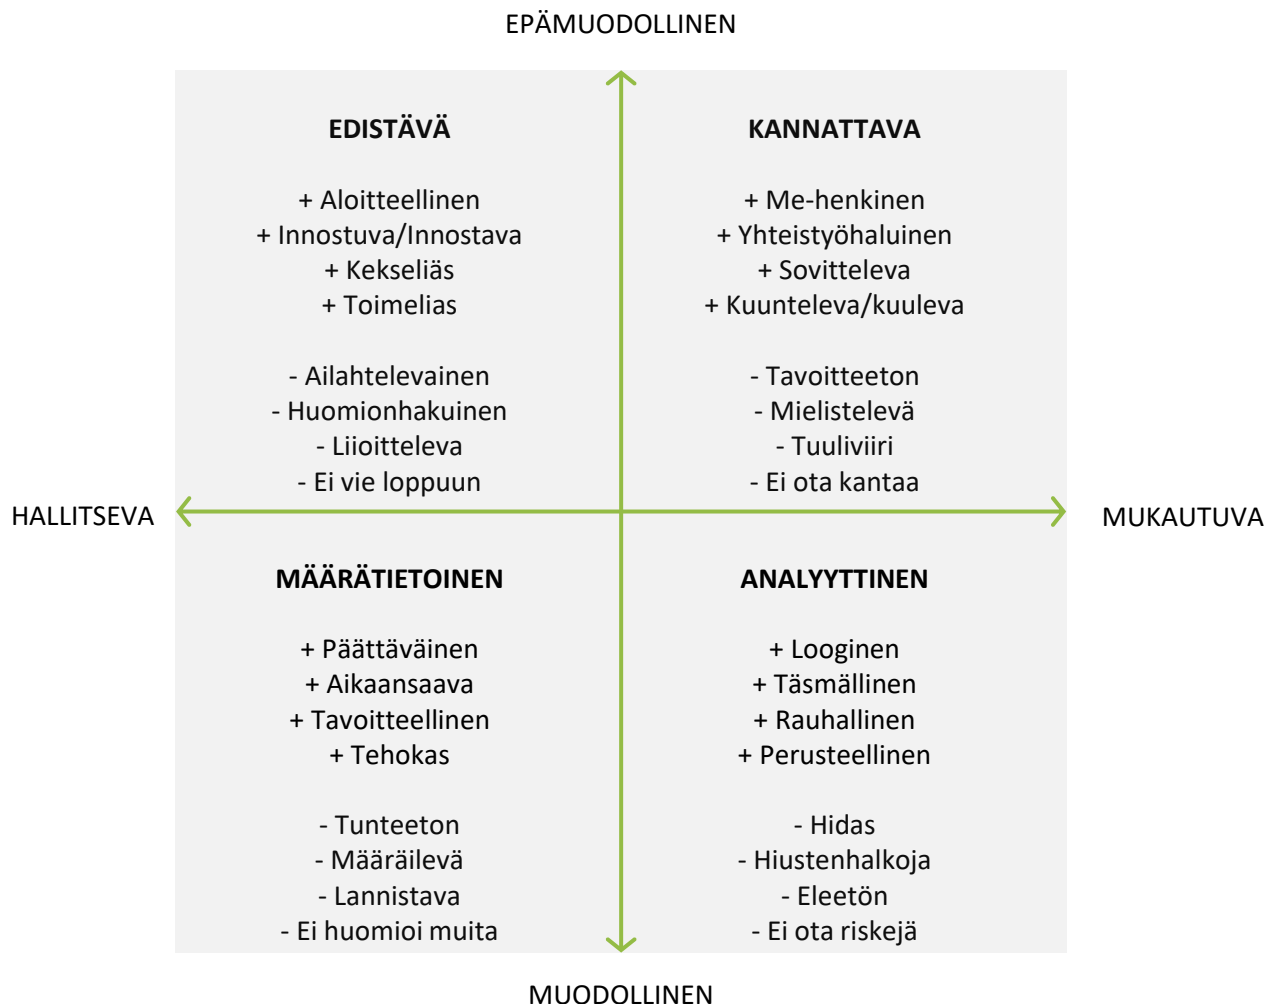 EPÄMUODOLLINEN
EDISTÄVÄ
+ Aloitteellinen
+ Innostuva/Innostava
+ Kekseliäs
+ Toimelias
- Ailahtelevainen
- Huomionhakuinen
- Liioitteleva
- Ei vie loppuun
KANNATTAVA
+ Me-henkinen
+ Yhteistyöhaluinen
+ Sovitteleva
+ Kuunteleva/kuuleva
- Tavoitteeton
- Mielistelevä
- Tuuliviiri
- Ei ota kantaa
HALLITSEVA
MUKAUTUVA
MÄÄRÄTIETOINEN
+ Päättäväinen
+ Aikaansaava
+ Tavoitteellinen
+ Tehokas
- Tunteeton
- Määräilevä
- Lannistava
- Ei huomioi muita
ANALYYTTINEN
+ Looginen
+ Täsmällinen
+ Rauhallinen
+ Perusteellinen
- Hidas
- Hiustenhalkoja
- Eleetön
- Ei ota riskejä
MUODOLLINEN